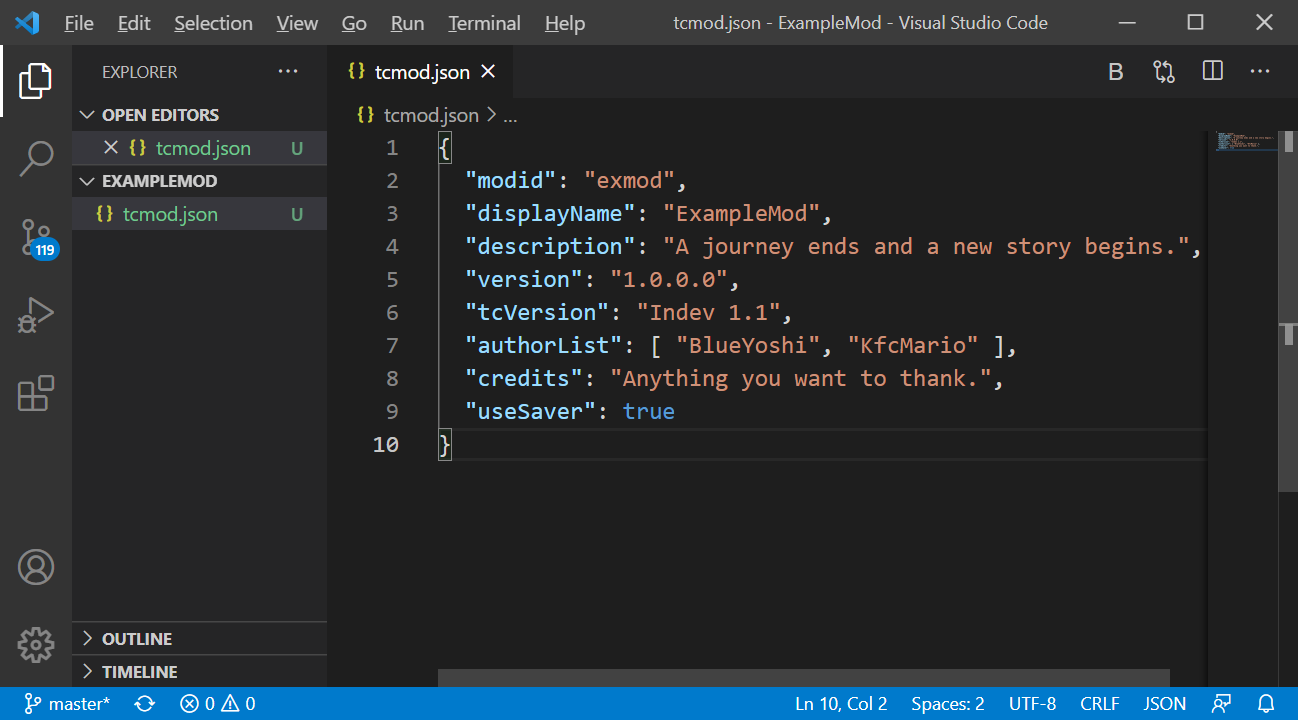 File Edit Selection View Go Run Terminal Help tcmod.json - ExampleMod - Visual Studio Code
EXPLORER
OPEN EDITORS
tcmod.json U
EXAMPLEMOD
tcmod.json U
OUTLINE
TIMELINE
119
{} tcmod.json
B
{} tcmod.json > ...
1 {
2 "modid": "exmod",
3 "displayName": "ExampleMod",
4 "description": "A journey ends and a new story begins.",
5 "version": "1.0.0.0",
6 "tcVersion": "Indev 1.1",
7 "authorList": [ "BlueYoshi", "KfcMario" ],
8 "credits": "Anything you want to thank.",
9 "useSaver": true
10 }
master* 0 0 Ln 10, Col 2 Spaces: 2 UTF-8 CRLF JSON